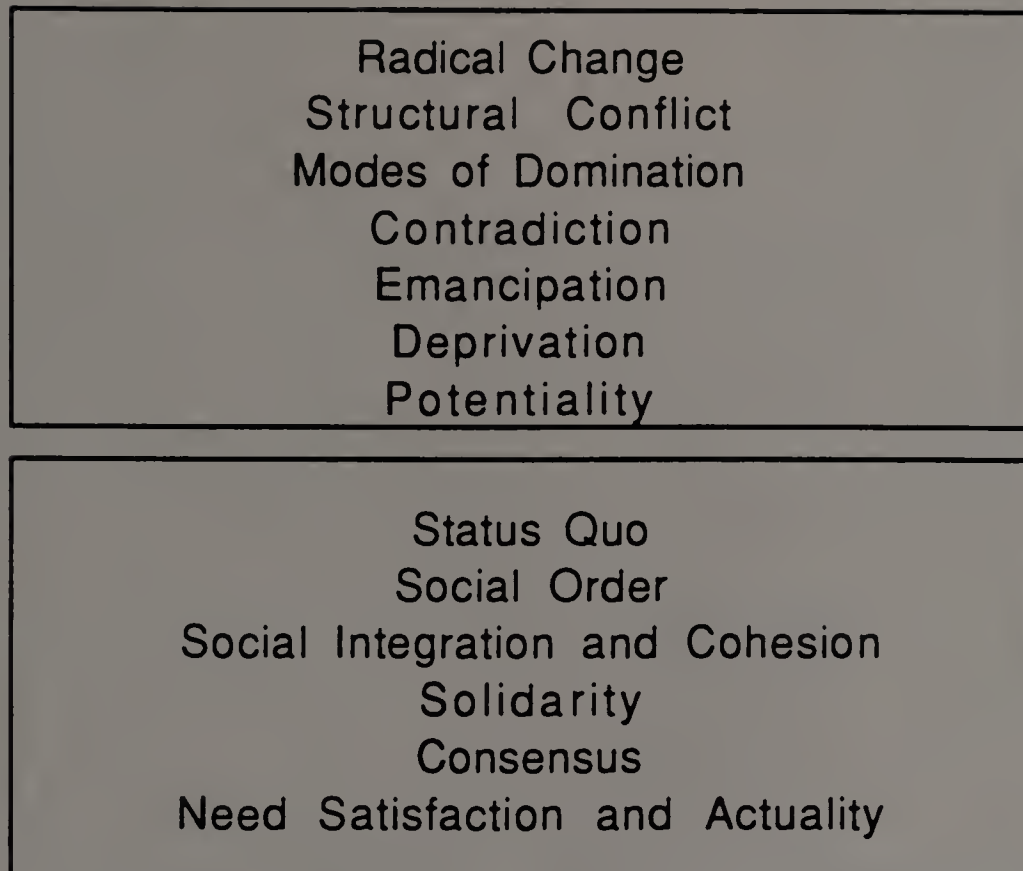 Radical Change
Structural Conflict
Modes of Domination
Contradiction
Emancipation
Deprivation
Potentiality
Status Quo
Social Order
Social Integration and Cohesion
Solidarity
Consensus
Need Satisfaction and Actuality